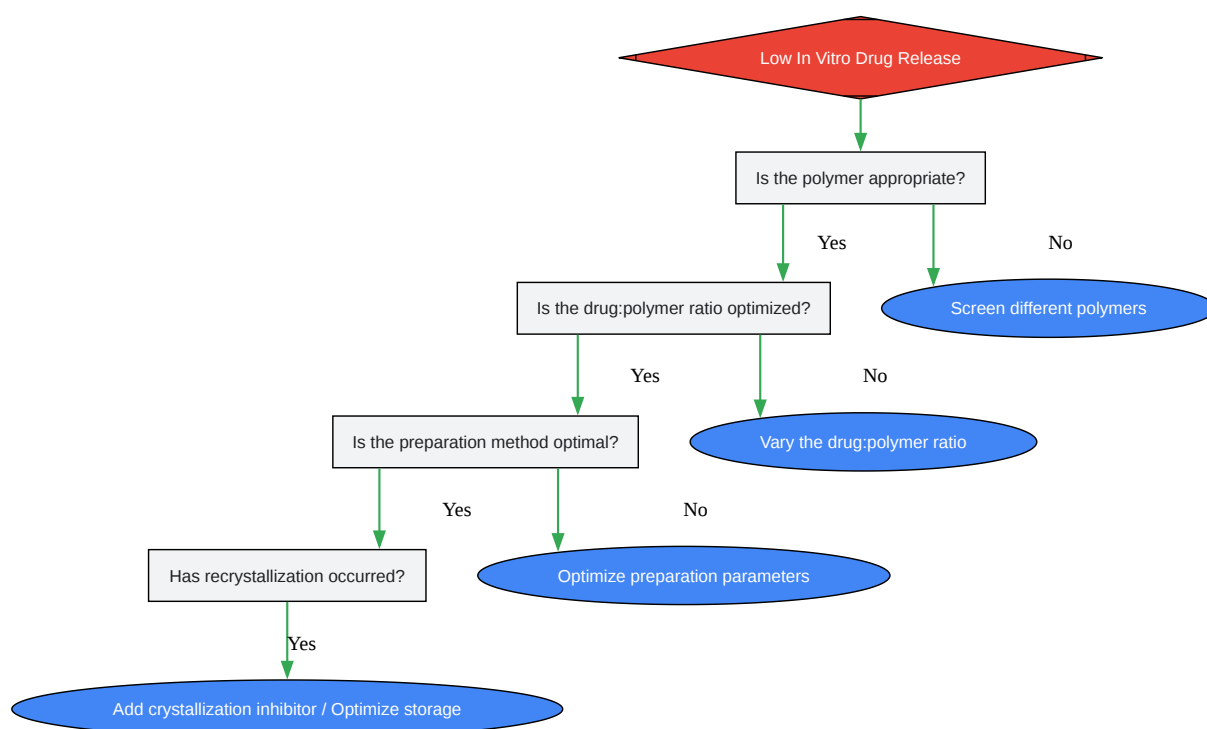 Low In Vitro Drug Release
Is the polymer appropriate?
Yes
No
Is the drug:polymer ratio optimized?
Screen different polymers
Yes
No
Is the preparation method optimal?
Vary the drug:polymer ratio
Yes
No
Has recrystallization occurred?
Optimize preparation parameters
Yes
Add crystallization inhibitor / Optimize storage